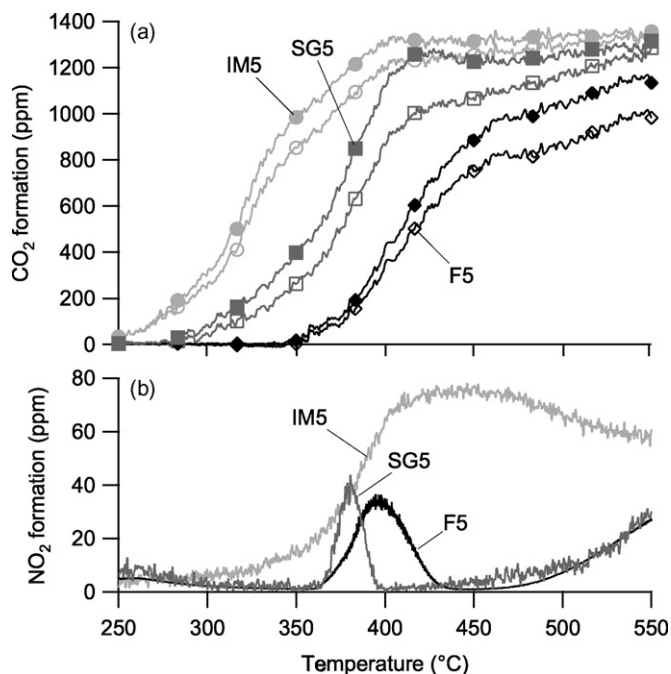 (a)
1400
1200
1000
800
600
400
200
0
CO₂ formation (ppm)
IM5
SG5
F5
(b)
80
60
40
20
0
NO₂ formation (ppm)
IM5
SG5
F5
250 300 350 400 450 500 550
Temperature (°C)